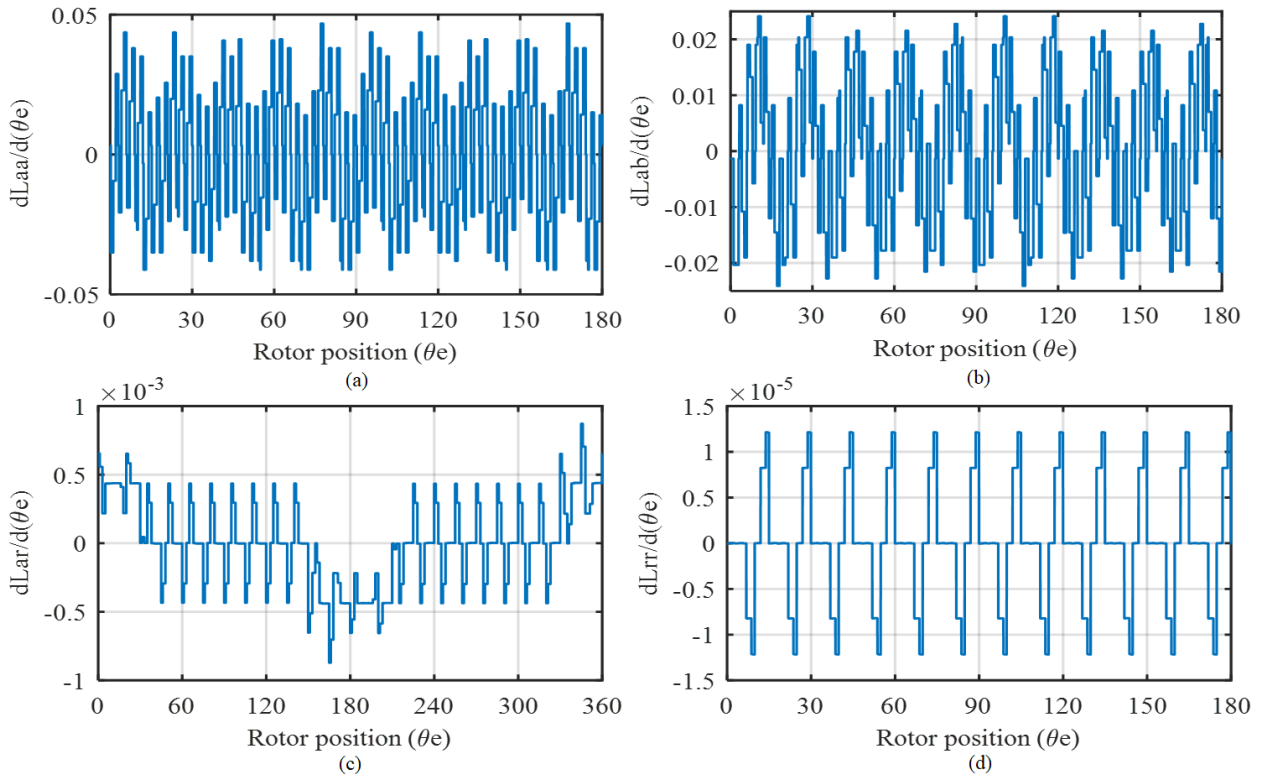 0.05
0
-0.05
dLaa/d(θe)
0 30 60 90 120 150 180
Rotor position (θe)
(a)
0.02
0.01
0
-0.01
-0.02
dLab/d(θe)
0 30 60 90 120 150 180
Rotor position (θe)
(b)
×10⁻³
1
0.5
0
-0.5
-1
dLar/d(θe)
0 60 120 180 240 300 360
Rotor position (θe)
(c)
×10⁻⁵
1.5
1
0.5
0
-0.5
-1
-1.5
dLrr/d(θe)
0 30 60 90 120 150 180
Rotor position (θe)
(d)